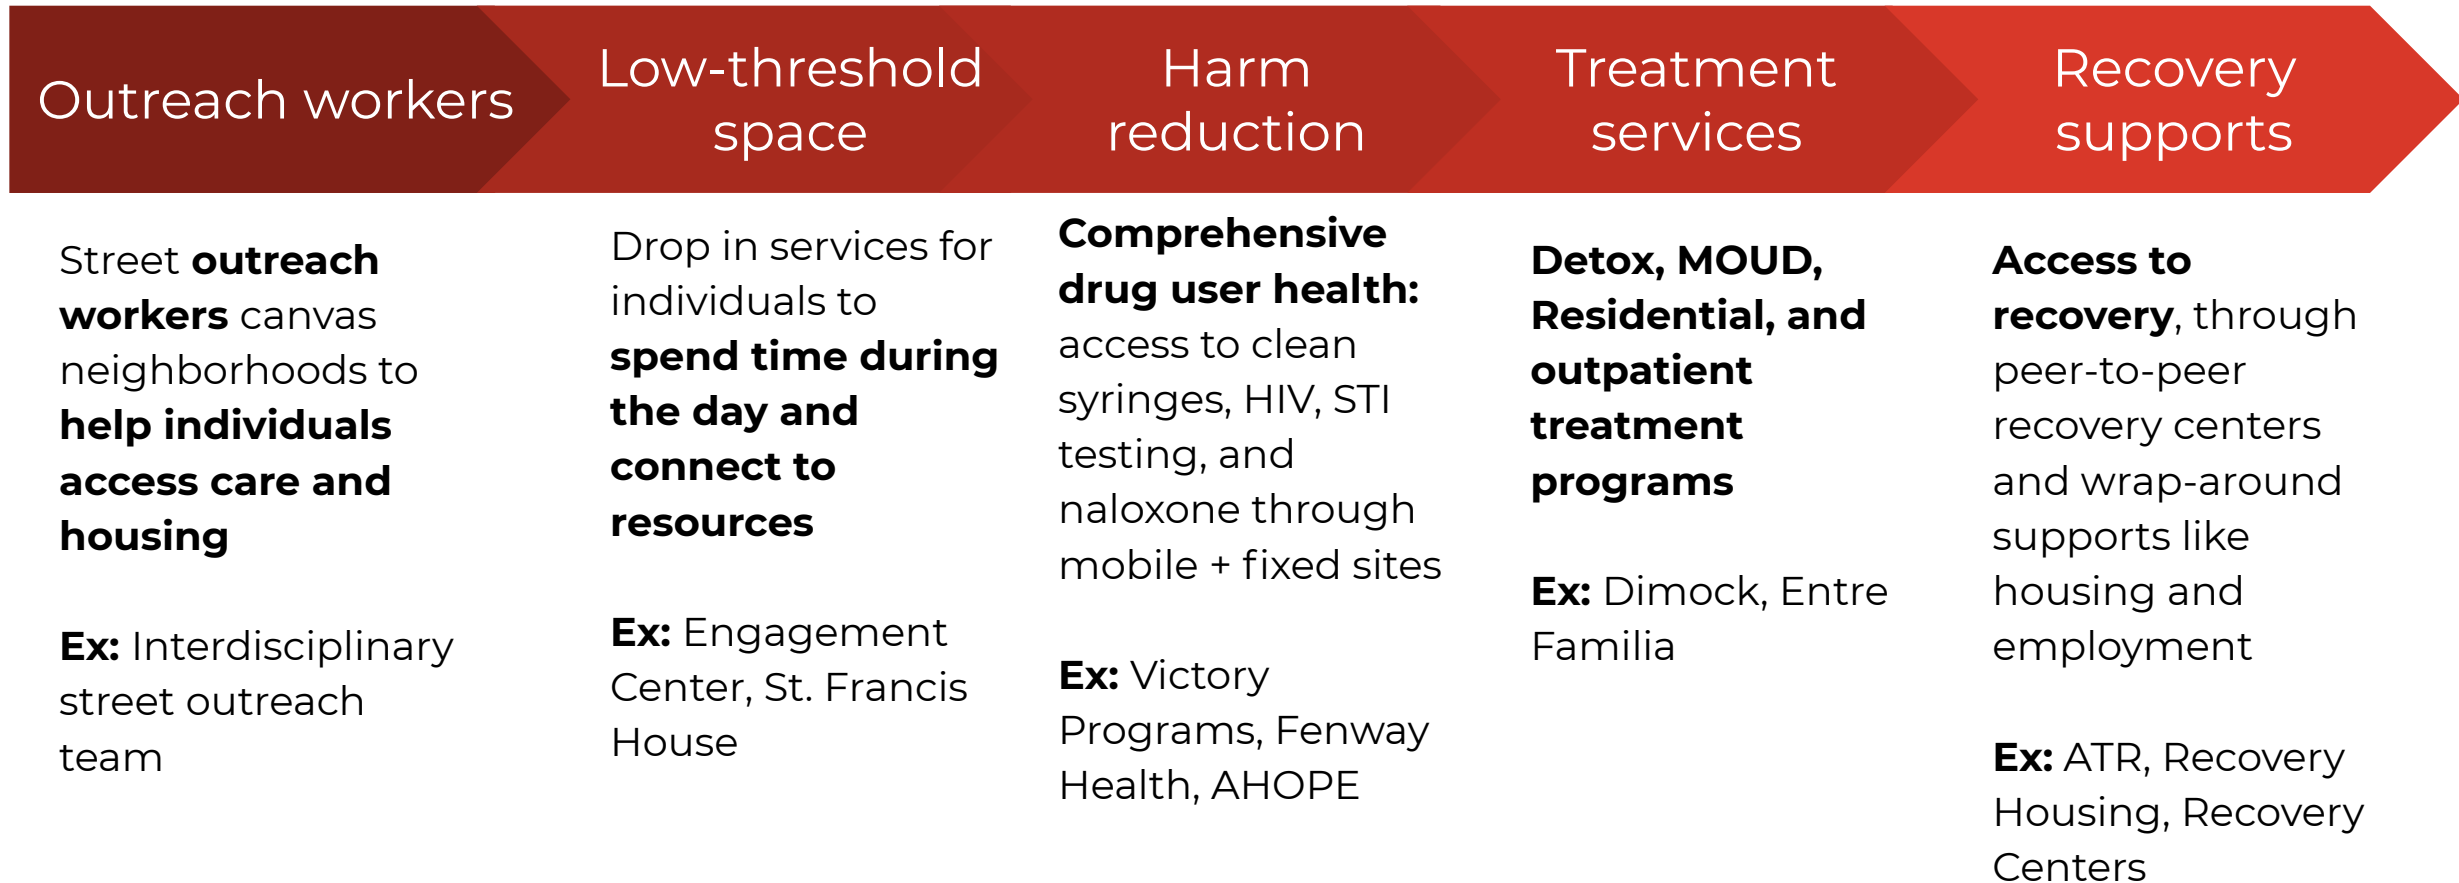 Outreach workers
Low-threshold
space
Harm
reduction
Treatment
services
Recovery
supports
Street outreach
workers canvas
neighborhoods to
help individuals
access care and
housing
Ex: Interdisciplinary
street outreach
team
Drop in services for
individuals to
spend time during
the day and
connect to
resources
Ex: Engagement
Center, St. Francis
House
Comprehensive
drug user health:
access to clean
syringes, HIV, STI
testing, and
naloxone through
mobile + fixed sites
Ex: Victory
Programs, Fenway
Health, AHOPE
Detox, MOUD,
Residential, and
outpatient
treatment
programs
Ex: Dimock, Entre
Familia
Access to
recovery, through
peer-to-peer
recovery centers
and wrap-around
supports like
housing and
employment
Ex: ATR, Recovery
Housing, Recovery
Centers